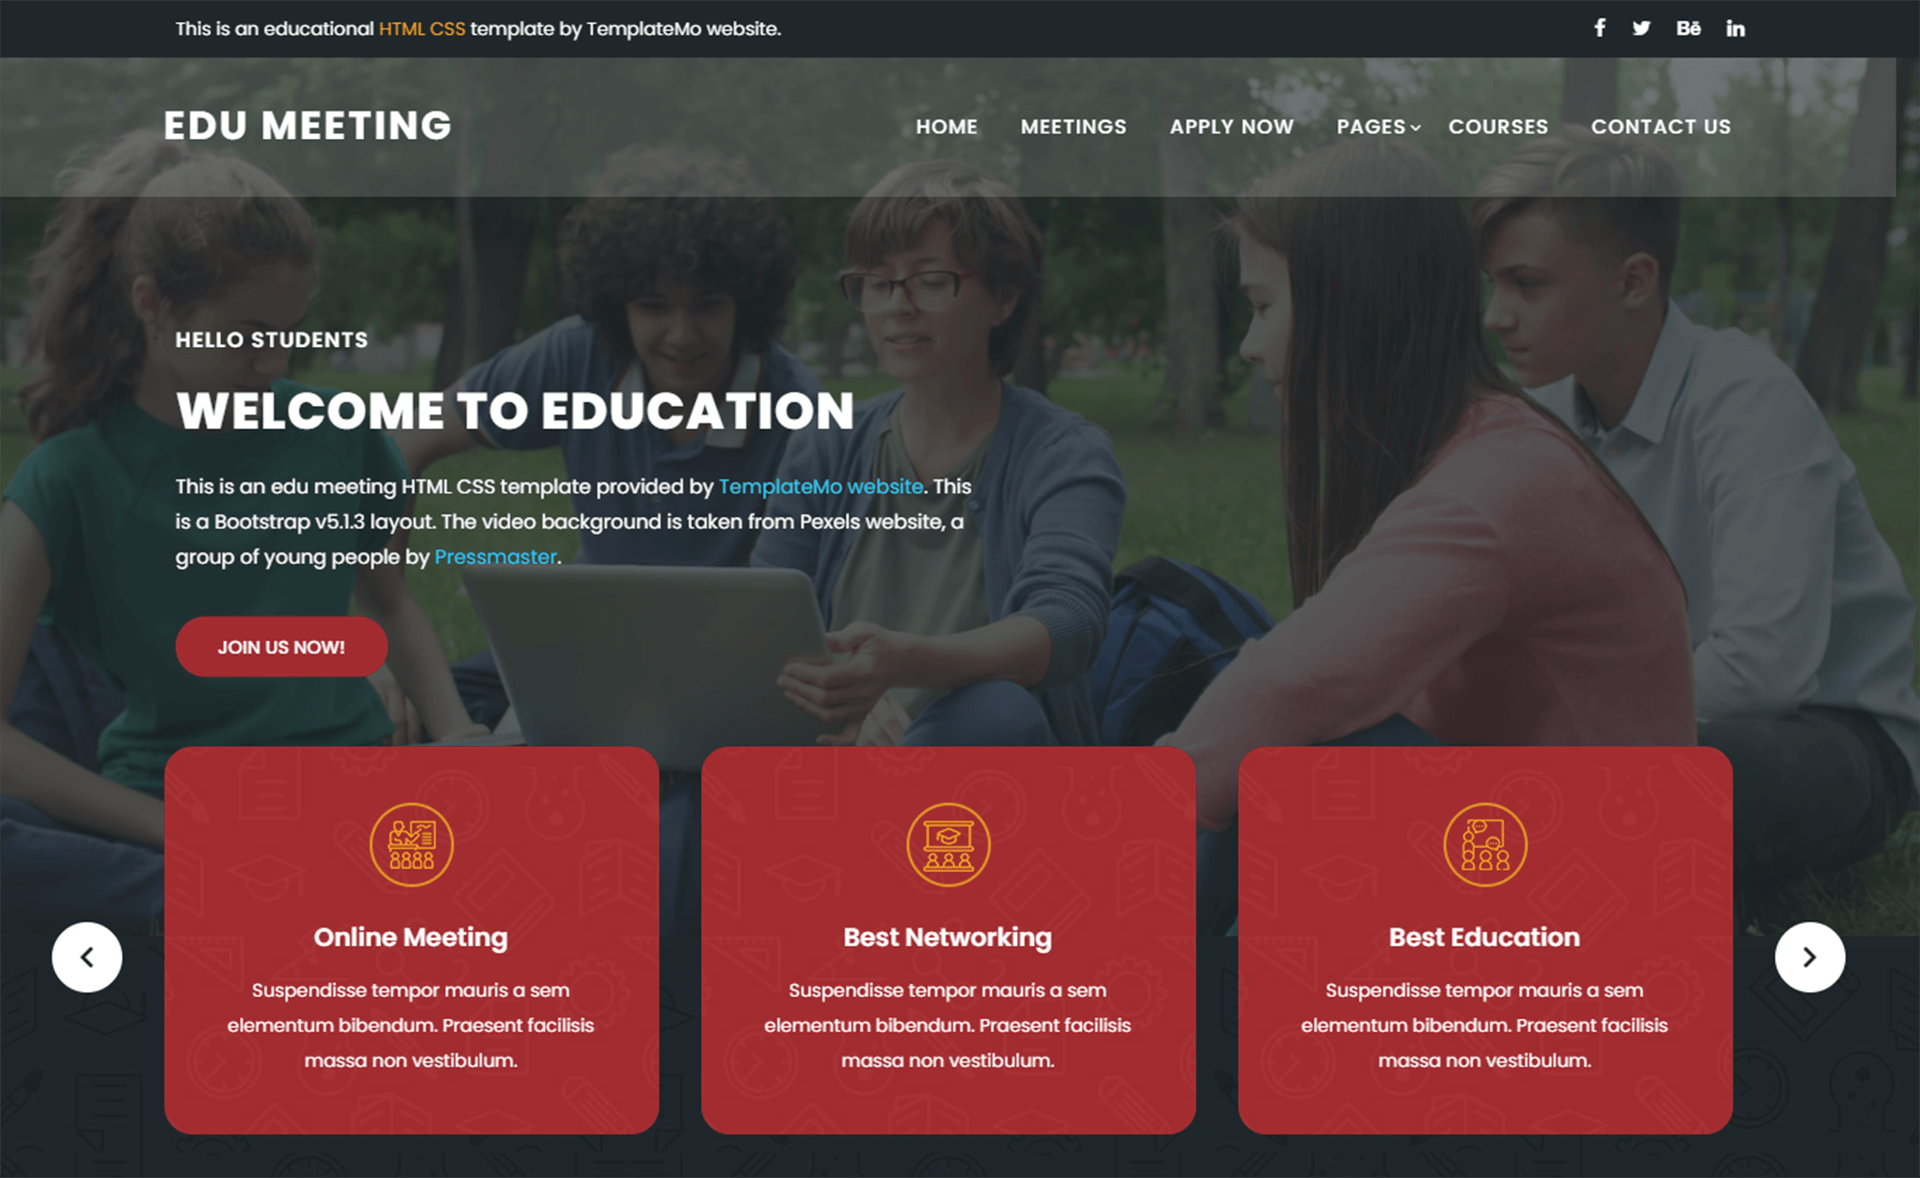 This is an educational HTML CSS template by TemplateMo website.
EDU MEETING
HOME MEETINGS APPLY NOW PAGES COURSES CONTACT US
HELLO STUDENTS
WELCOME TO EDUCATION
This is an edu meeting HTML CSS template provided by TemplateMo website. This
is a Bootstrap v5.1.3 layout. The video background is taken from Pexels website, a
group of young people by Pressmaster.
JOIN US NOW!
Online Meeting
Suspendisse tempor mauris a sem
elementum bibendum. Praesent facilisis
massa non vestibulum.
Best Networking
Suspendisse tempor mauris a sem
elementum bibendum. Praesent facilisis
massa non vestibulum.
Best Education
Suspendisse tempor mauris a sem
elementum bibendum. Praesent facilisis
massa non vestibulum.